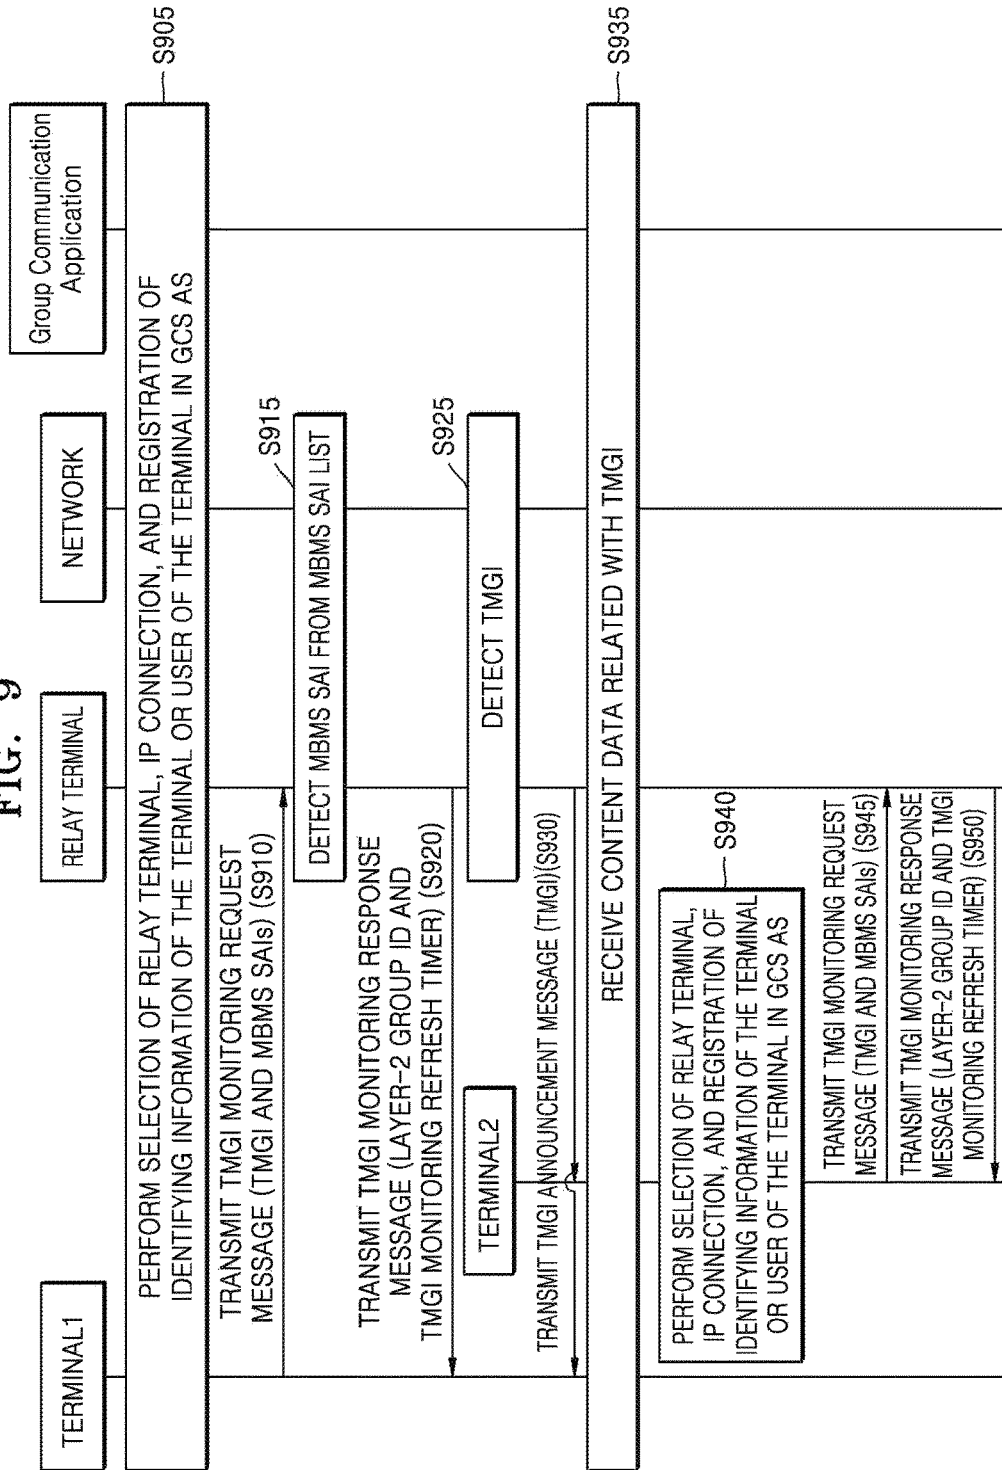 FIG. 9
TERMINAL1
RELAY TERMINAL
NETWORK
Group Communication
Application
PERFORM SELECTION OF RELAY TERMINAL, IP CONNECTION, AND REGISTRATION OF
IDENTIFYING INFORMATION OF THE TERMINAL OR USER OF THE TERMINAL IN GCS AS
S905
TRANSMIT TMGI MONITORING REQUEST
MESSAGE (TMGI AND MBMS SAIs) (S910)
S915
DETECT MBMS SAI FROM MBMS SAI LIST
TRANSMIT TMGI MONITORING RESPONSE
MESSAGE (LAYER-2 GROUP ID AND
TMGI MONITORING REFRESH TIMER) (S920)
S925
DETECT TMGI
TERMINAL2
TRANSMIT TMGI ANNOUNCEMENT MESSAGE (TMGI)(S930)
RECEIVE CONTENT DATA RELATED WITH TMGI
S935
PERFORM SELECTION OF RELAY TERMINAL,
IP CONNECTION, AND REGISTRATION OF
IDENTIFYING INFORMATION OF THE TERMINAL
OR USER OF THE TERMINAL IN GCS AS
S940
TRANSMIT TMGI MONITORING REQUEST
MESSAGE (TMGI AND MBMS SAIs) (S945)
TRANSMIT TMGI MONITORING RESPONSE
MESSAGE (LAYER-2 GROUP ID AND TMGI
MONITORING REFRESH TIMER) (S950)